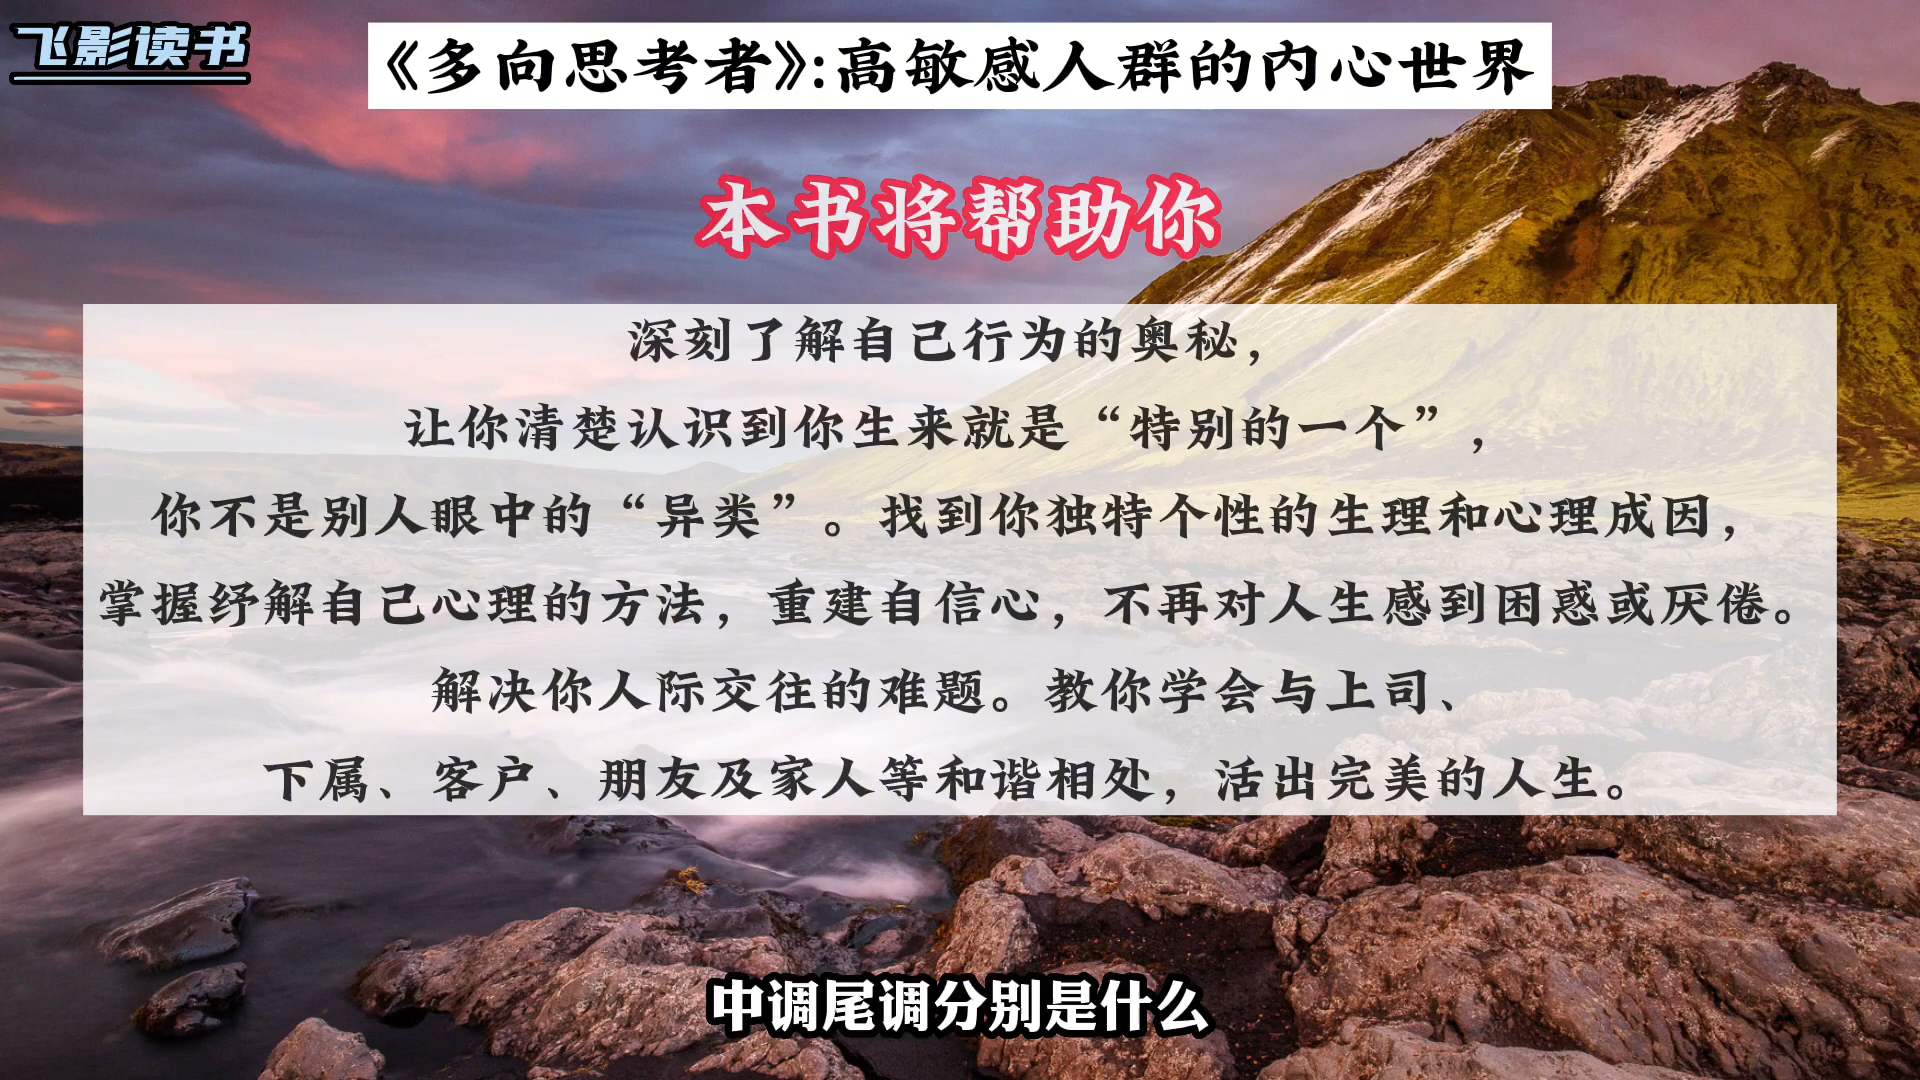 飞影读书
《多向思考者》:高敏感人群的内心世界
本书将帮助你
深刻了解自己行为的奥秘，
让你清楚认识到你生来就是“特别的一个”，
你不是别人眼中的“异类”。找到你独特个性的生理和心理成因，
掌握纾解自己心理的方法，重建自信心，不再对人生感到困惑或厌倦。
解决你人际交往的难题。教你学会与上司、
下属、客户、朋友及家人等和谐相处，活出完美的人生。
中调尾调分别是什么